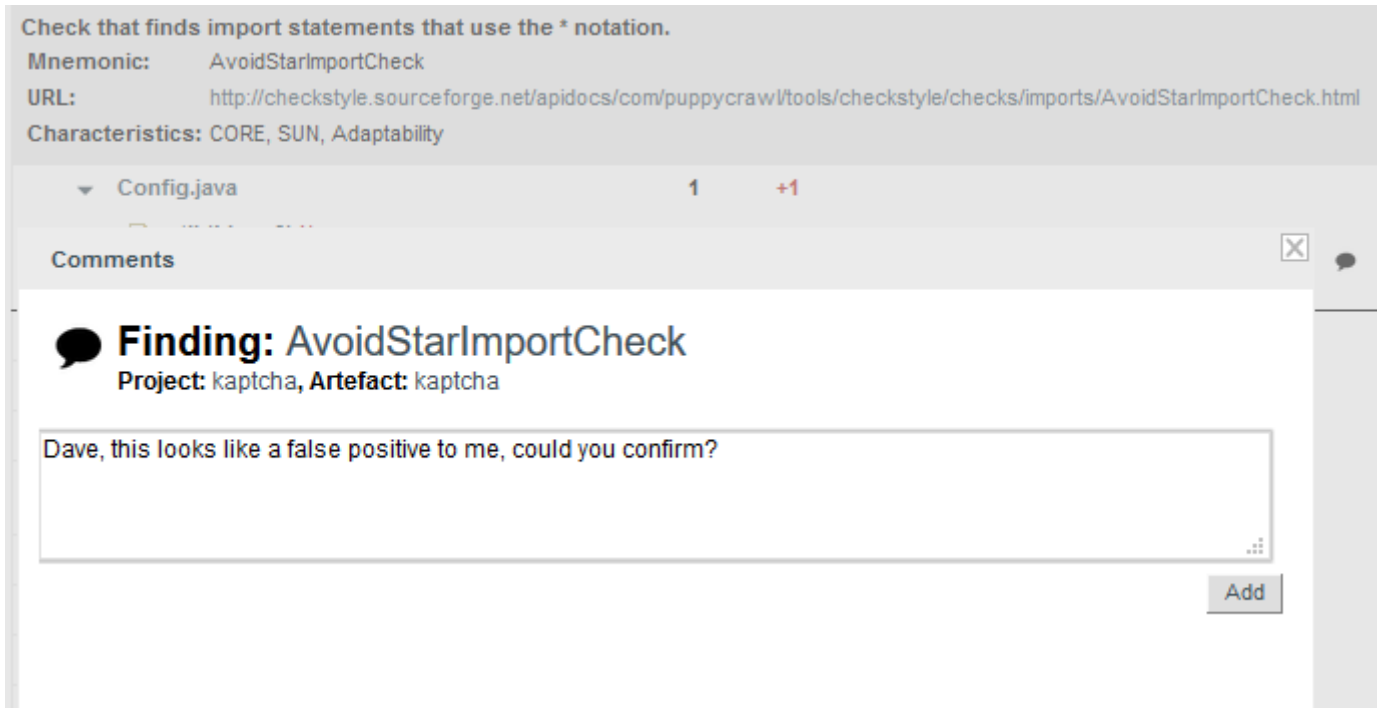 Check that finds import statements that use the * notation.
Mnemonic: AvoidStarImportCheck
URL: http://checkstyle.sourceforge.net/apidocs/com/puppycrawl/tools/checkstyle/checks/imports/AvoidStarImportCheck.html
Characteristics: CORE, SUN, Adaptability
Config.java 1 +1
Comments
Finding: AvoidStarImportCheck
Project: kaptcha, Artefact: kaptcha
Dave, this looks like a false positive to me, could you confirm?
Add